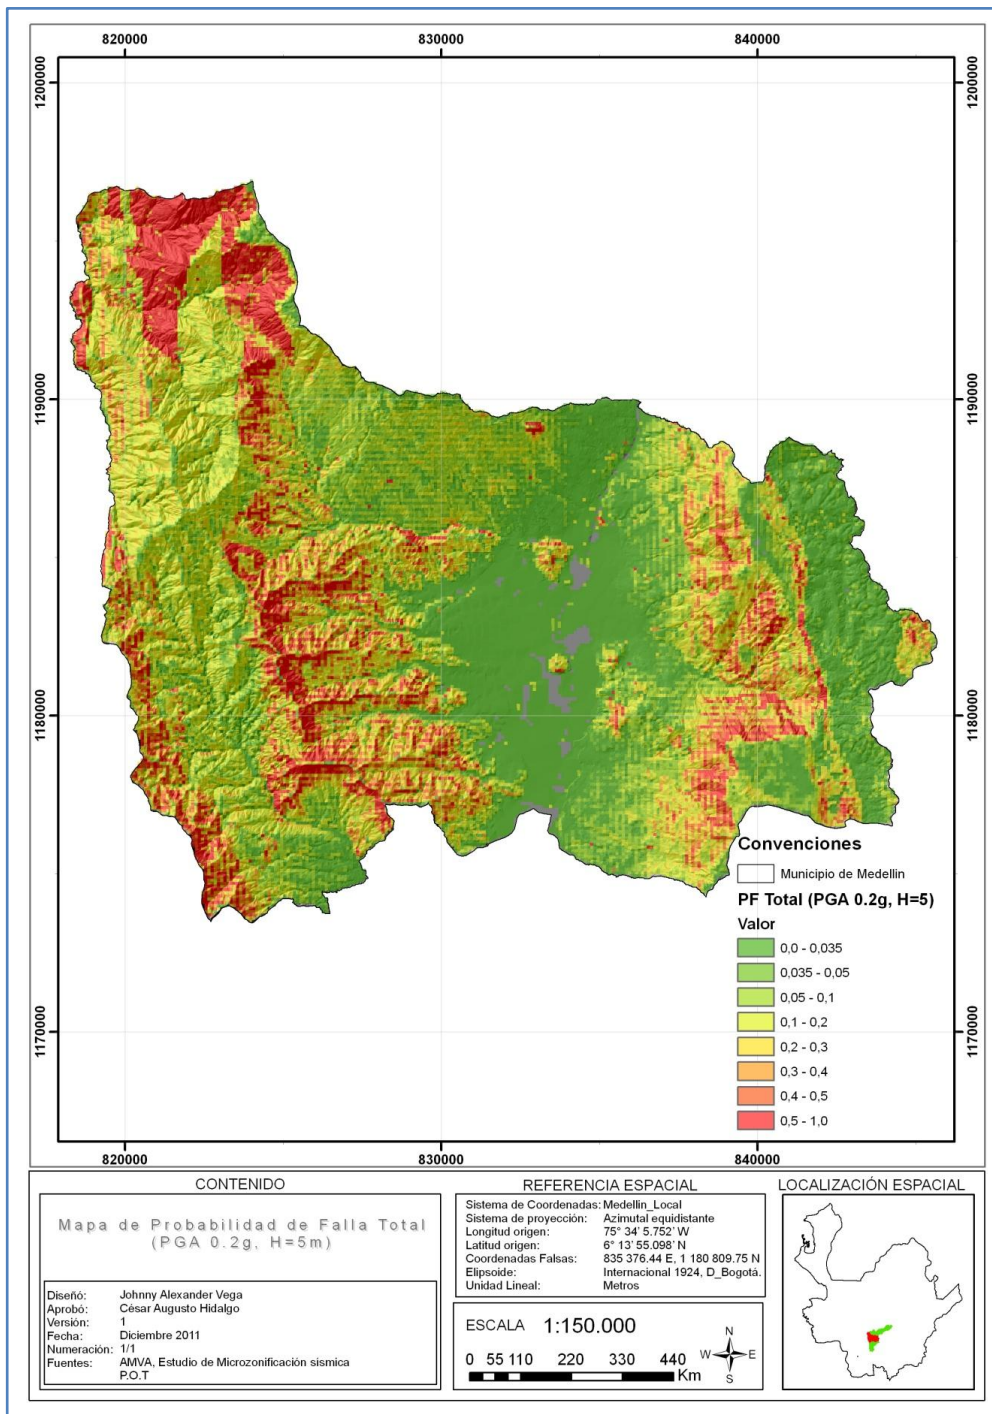 820000
830000
840000
1200000
1200000
1190000
1190000
1180000
1180000
1170000
1170000
Convenciones
Municipio de Medellin
PF Total (PGA 0.2g, H=5)
Valor
0,0 - 0,035
0,035 - 0,05
0,05 - 0,1
0,1 - 0,2
0,2 - 0,3
0,3 - 0,4
0,4 - 0,5
0,5 - 1,0
820000
830000
840000
CONTENIDO
Mapa de Probabilidad de Falla Total
(PGA 0.2g, H=5m)
Diseñó: Johnny Alexander Vega
Aprobó: César Augusto Hidalgo
Versión: 1
Fecha: Diciembre 2011
Numeración: 1/1
Fuentes: AMVA, Estudio de Microzonificación sismica
P.O.T
REFERENCIA ESPACIAL
Sistema de Coordenadas: Medellin_Local
Sistema de proyección: Azimutal equidistante
Longitud origen: 75° 34' 5.752' W
Latitud origen: 6° 13' 55.098' N
Coordenadas Falsas: 835 376.44 E, 1 180 809.75 N
Elipsoide: Internacional 1924, D_Bogotá.
Unidad Lineal: Metros
ESCALA 1:150.000
0 55 110 220 330 440
Km
N
W E
S
LOCALIZACIÓN ESPACIAL